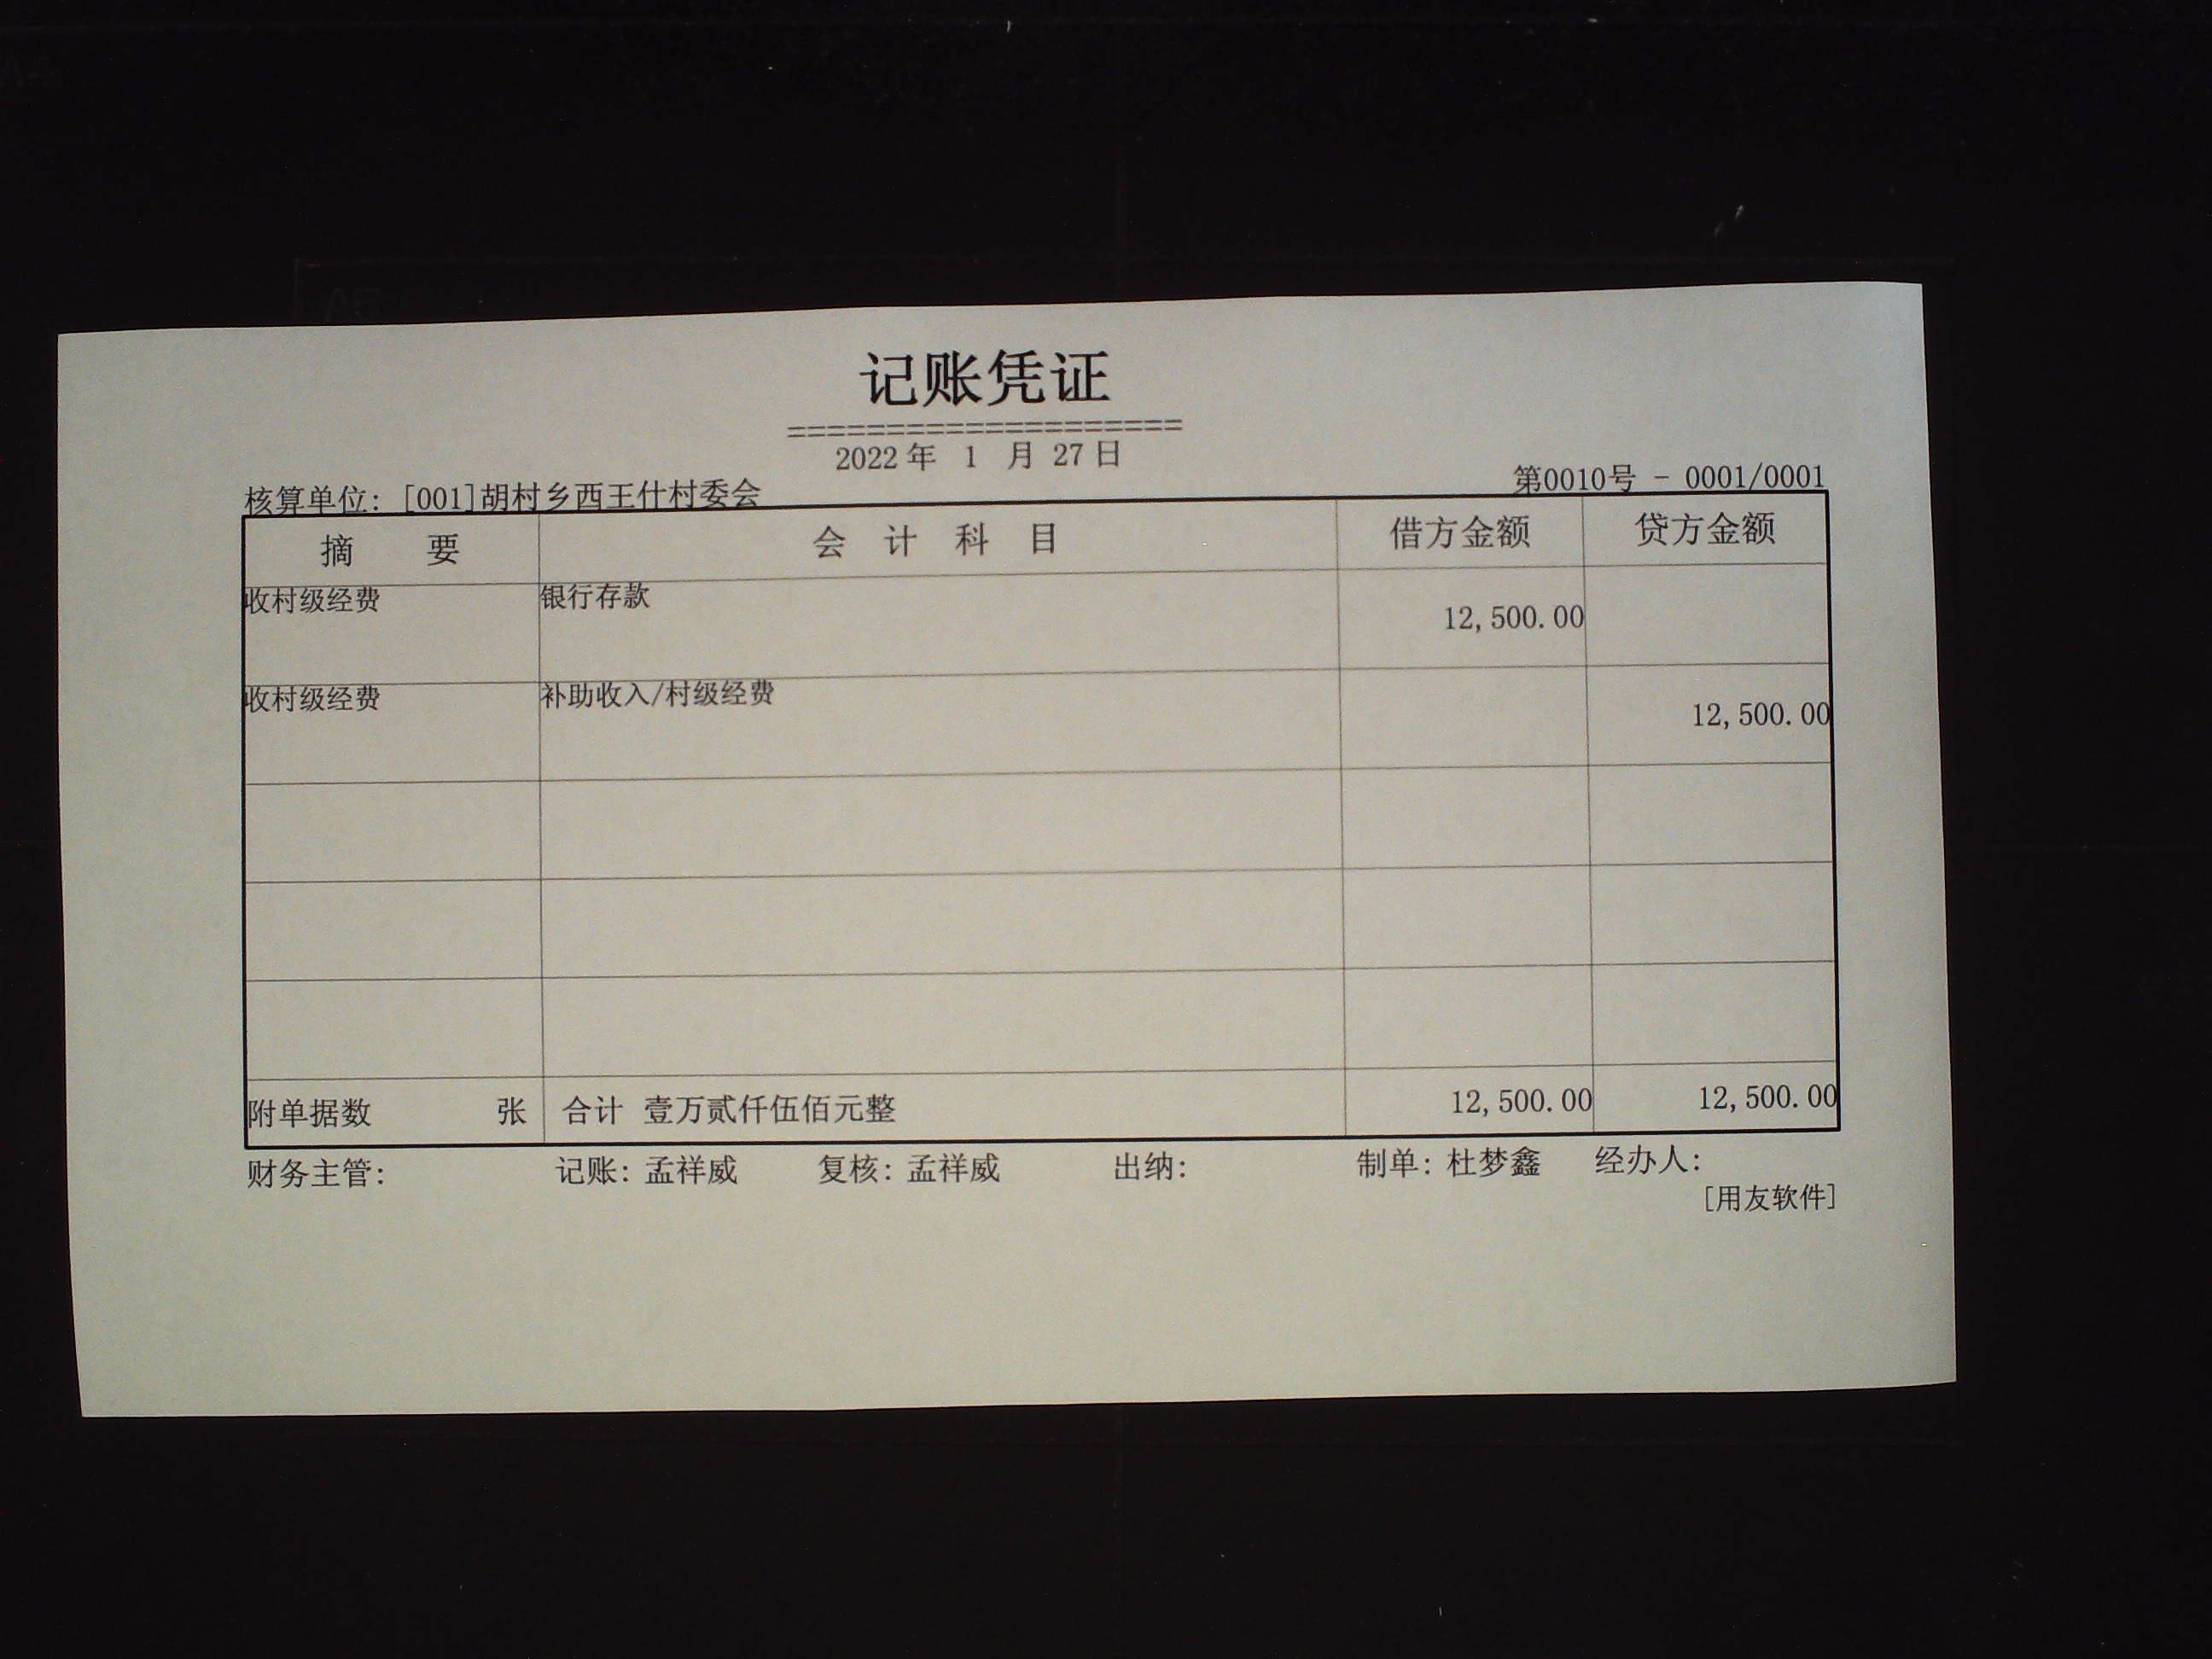 记账凭证
====================
2022 年 1 月 27 日
核算单位: [001]胡村乡西王什村委会 第0010号 - 0001/0001
摘 要 会 计 科 目 借方金额 贷方金额
收村级经费 银行存款 12,500.00
收村级经费 补助收入/村级经费 12,500.00
附单据数 张 合计 壹万贰仟伍佰元整 12,500.00 12,500.00
财务主管: 记账: 孟祥威 复核: 孟祥威 出纳: 制单: 杜梦鑫 经办人:
[用友软件]